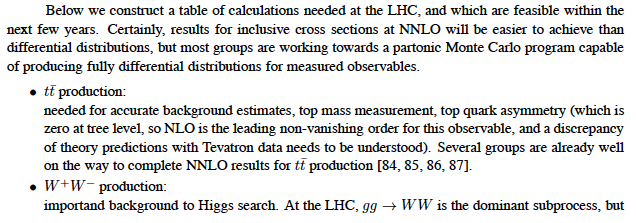 Below we construct a table of calculations needed at the LHC, and which are feasible within the
next few years. Certainly, results for inclusive cross sections at NNLO will be easier to achieve than
differential distributions, but most groups are working towards a partonic Monte Carlo program capable
of producing fully differential distributions for measured observables.
• tt̄ production:
needed for accurate background estimates, top mass measurement, top quark asymmetry (which is
zero at tree level, so NLO is the leading non-vanishing order for this observable, and a discrepancy
of theory predictions with Tevatron data needs to be understood). Several groups are already well
on the way to complete NNLO results for tt̄ production [84, 85, 86, 87].
• W⁺W⁻ production:
importand background to Higgs search. At the LHC, gg → WW is the dominant subprocess, but